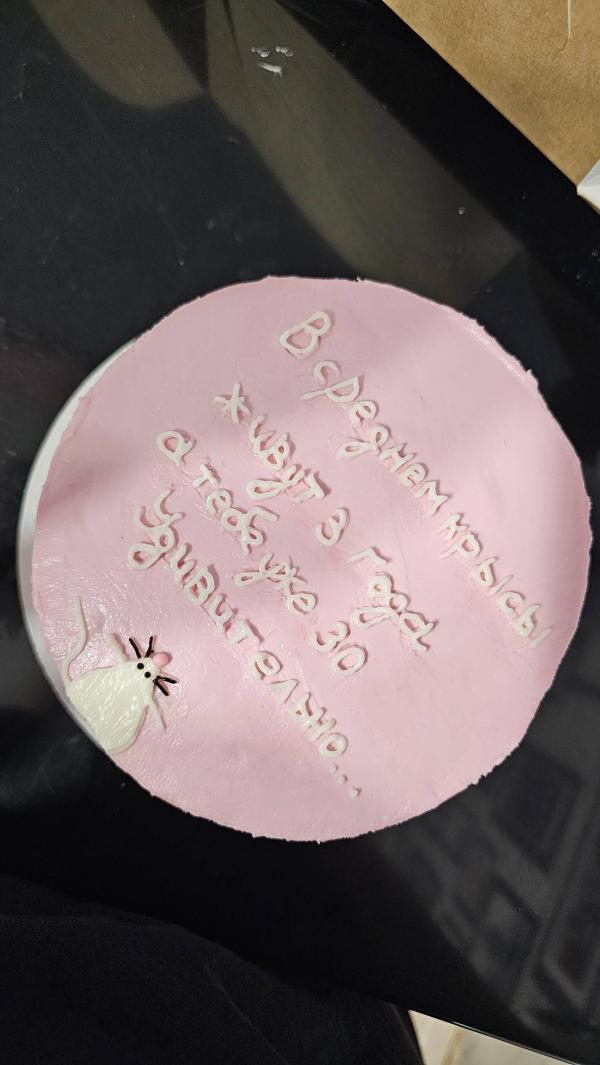 В среднем крысы
живут 3 года
а тебе уже 30
удивительно...